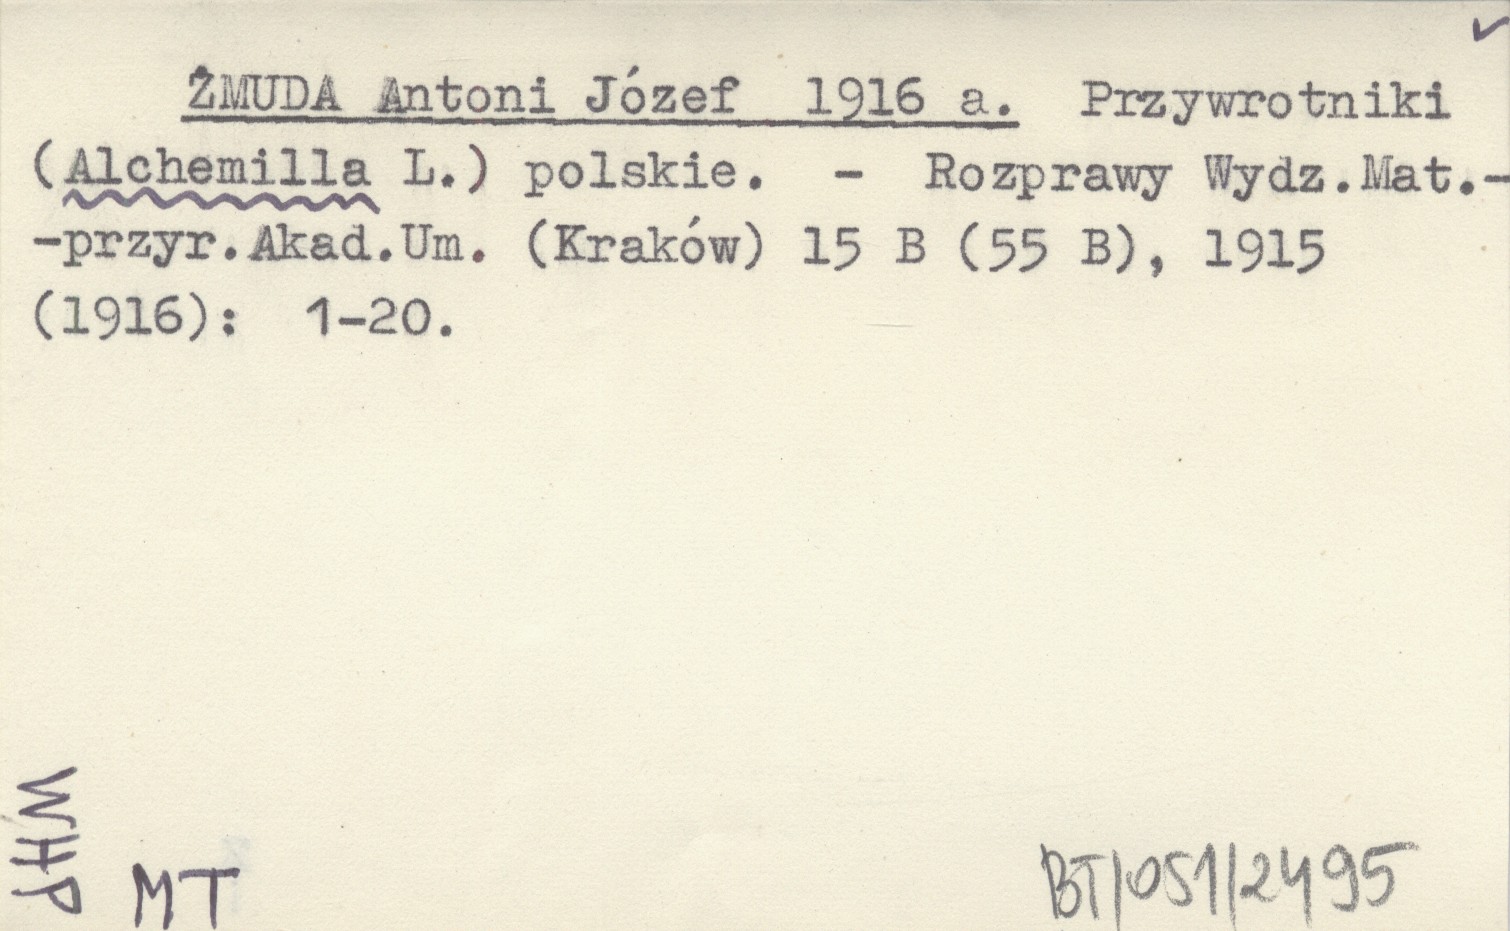 ŻMUDA Antoni Józef 1916 a. Przywrotniki
(Alchemilla L.) polskie. - Rozprawy Wydz.Mat.-
-przyr.Akad.Um. (Kraków) 15 B (55 B), 1915
(1916): 1-20.
WHP
MT
BT/051/2495